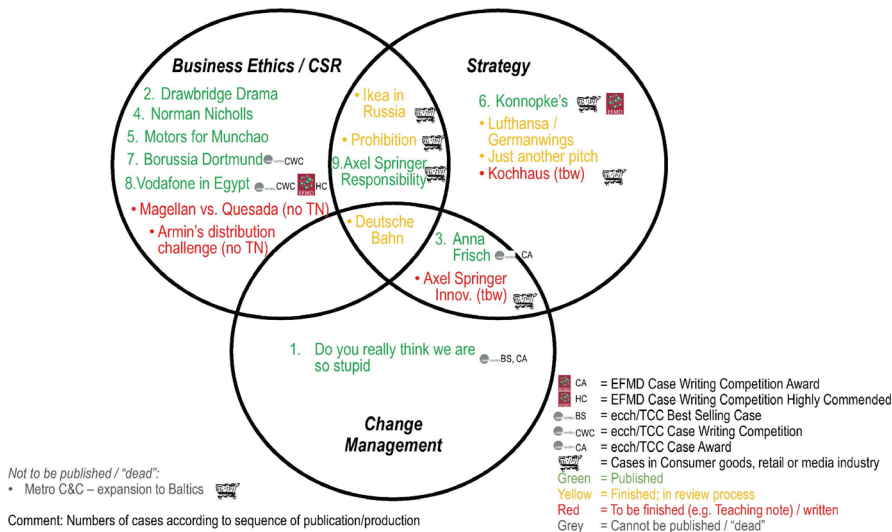 Business Ethics / CSR
2. Drawbridge Drama
4. Norman Nicholls
5. Motors for Munchao
7. Borussia Dortmund CWC
8.Vodafone in Egypt CWC EFMD HC
• Magellan vs. Quesada (no TN)
• Armin's distribution
challenge (no TN)
• Ikea in
Russia
• Prohibition
9.Axel Springer
Responsibility
• Deutsche
Bahn
Strategy
6. Konnopke's EFMD
• Lufthansa /
Germanwings
• Just another pitch
• Kochhaus (tbw)
3. Anna
Frisch CA
• Axel Springer
Innov. (tbw)
1. Do you really think we are
so stupid BS, CA
Change
Management
Not to be published / "dead":
• Metro C&C – expansion to Baltics
Comment: Numbers of cases according to sequence of publication/production
CA = EFMD Case Writing Competition Award
HC = EFMD Case Writing Competition Highly Commended
BS = ecch/TCC Best Selling Case
CWC = ecch/TCC Case Writing Competition
CA = ecch/TCC Case Award
= Cases in Consumer goods, retail or media industry
Green = Published
Yellow = Finished; in review process
Red = To be finished (e.g. Teaching note) / written
Grey = Cannot be published / "dead"